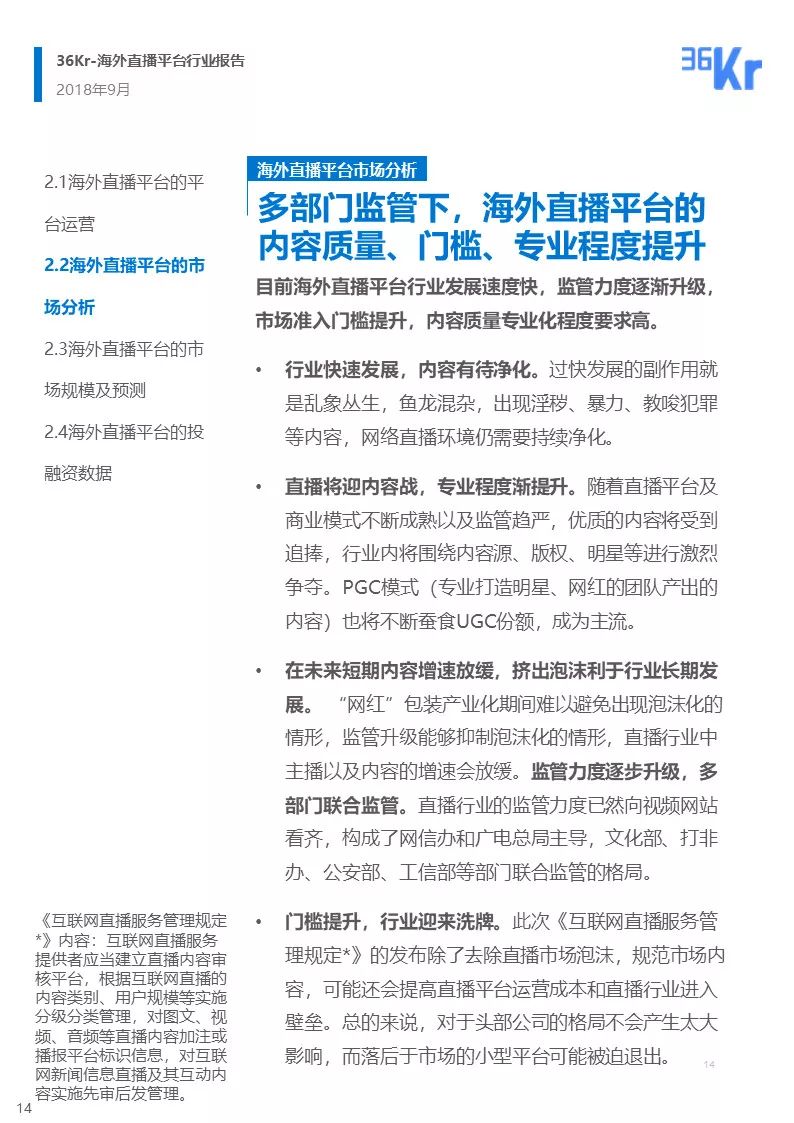 36Kr-海外直播平台行业报告
2018年9月
36Kr
2.1海外直播平台的平
台运营
2.2海外直播平台的市
场分析
2.3海外直播平台的市
场规模及预测
2.4海外直播平台的投
融资数据
海外直播平台市场分析
多部门监管下，海外直播平台的
内容质量、门槛、专业程度提升
目前海外直播平台行业发展速度快，监管力度逐渐升级，
市场准入门槛提升，内容质量专业化程度要求高。
• 行业快速发展，内容有待净化。过快发展的副作用就
是乱象丛生，鱼龙混杂，出现淫秽、暴力、教唆犯罪
等内容，网络直播环境仍需要持续净化。
• 直播将迎内容战，专业程度渐提升。随着直播平台及
商业模式不断成熟以及监管趋严，优质的内容将受到
追捧，行业内将围绕内容源、版权、明星等进行激烈
争夺。PGC模式（专业打造明星、网红的团队产出的
内容）也将不断蚕食UGC份额，成为主流。
• 在未来短期内容增速放缓，挤出泡沫利于行业长期发
展。 “网红”包装产业化期间难以避免出现泡沫化的
情形，监管升级能够抑制泡沫化的情形，直播行业中
主播以及内容的增速会放缓。监管力度逐步升级，多
部门联合监管。直播行业的监管力度已然向视频网站
看齐，构成了网信办和广电总局主导，文化部、打非
办、公安部、工信部等部门联合监管的格局。
• 门槛提升，行业迎来洗牌。此次《互联网直播服务管
理规定*》的发布除了去除直播市场泡沫，规范市场内
容，可能还会提高直播平台运营成本和直播行业进入
壁垒。总的来说，对于头部公司的格局不会产生太大
影响，而落后于市场的小型平台可能被迫退出。
14
《互联网直播服务管理规定
*》内容：互联网直播服务
提供者应当建立直播内容审
核平台，根据互联网直播的
内容类别、用户规模等实施
分级分类管理，对图文、视
频、音频等直播内容加注或
播报平台标识信息，对互联
网新闻信息直播及其互动内
容实施先审后发管理。
14